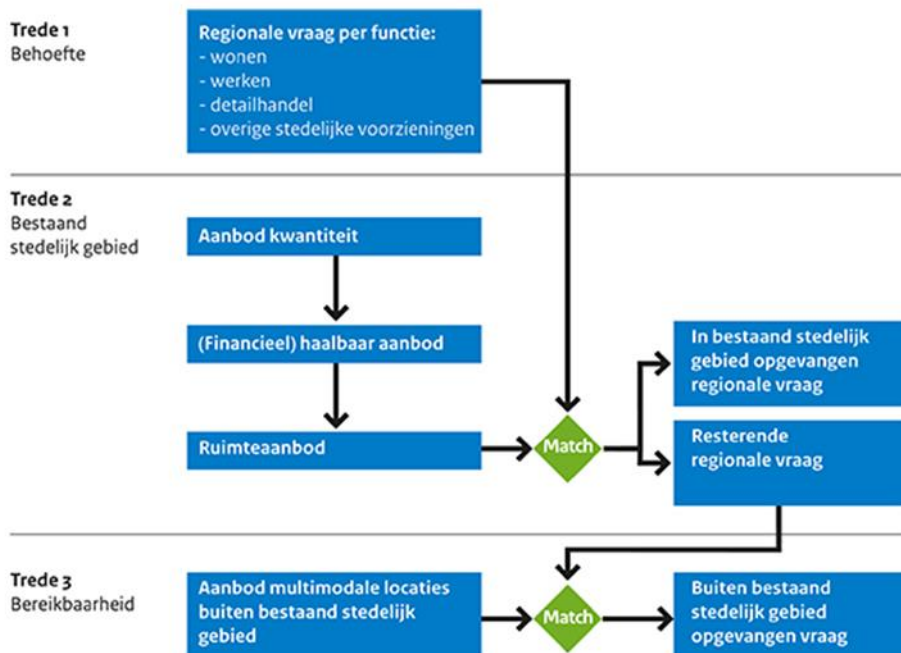 Trede 1
Behoefte
Regionale vraag per functie:
- wonen
- werken
- detailhandel
- overige stedelijke voorzieningen
Trede 2
Bestaand
stedelijk gebied
Aanbod kwantiteit
(Financieel) haalbaar aanbod
Ruimteaanbod
Match
In bestaand stedelijk
gebied opgevangen
regionale vraag
Resterende
regionale vraag
Trede 3
Bereikbaarheid
Aanbod multimodale locaties
buiten bestaand stedelijk
gebied
Match
Buiten bestaand
stedelijk gebied
opgevangen vraag